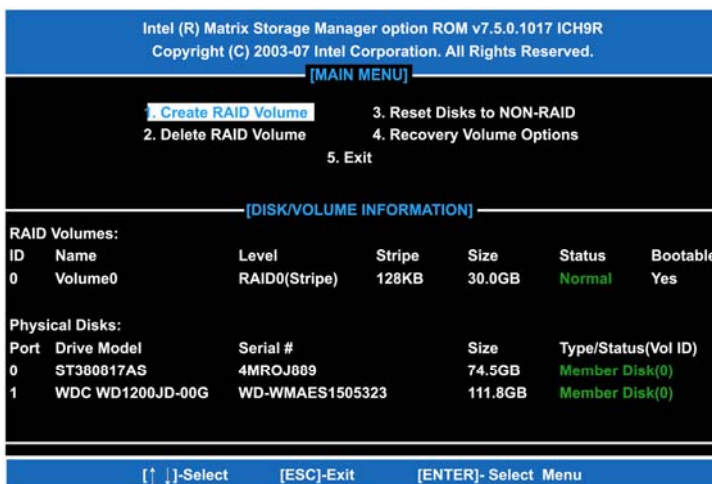 Intel (R) Matrix Storage Manager option ROM v7.5.0.1017 ICH9R
Copyright (C) 2003-07 Intel Corporation. All Rights Reserved.
[MAIN MENU]
1. Create RAID Volume 3. Reset Disks to NON-RAID
2. Delete RAID Volume 4. Recovery Volume Options
5. Exit
[DISK/VOLUME INFORMATION]
RAID Volumes:
ID Name Level Stripe Size Status Bootable
0 Volume0 RAID0(Stripe) 128KB 30.0GB Normal Yes
Physical Disks:
Port Drive Model Serial # Size Type/Status(Vol ID)
0 ST380817AS 4MROJ889 74.5GB Member Disk(0)
1 WDC WD1200JD-00G WD-WMAES1505323 111.8GB Member Disk(0)
[↑ ↓]-Select [ESC]-Exit [ENTER]- Select Menu